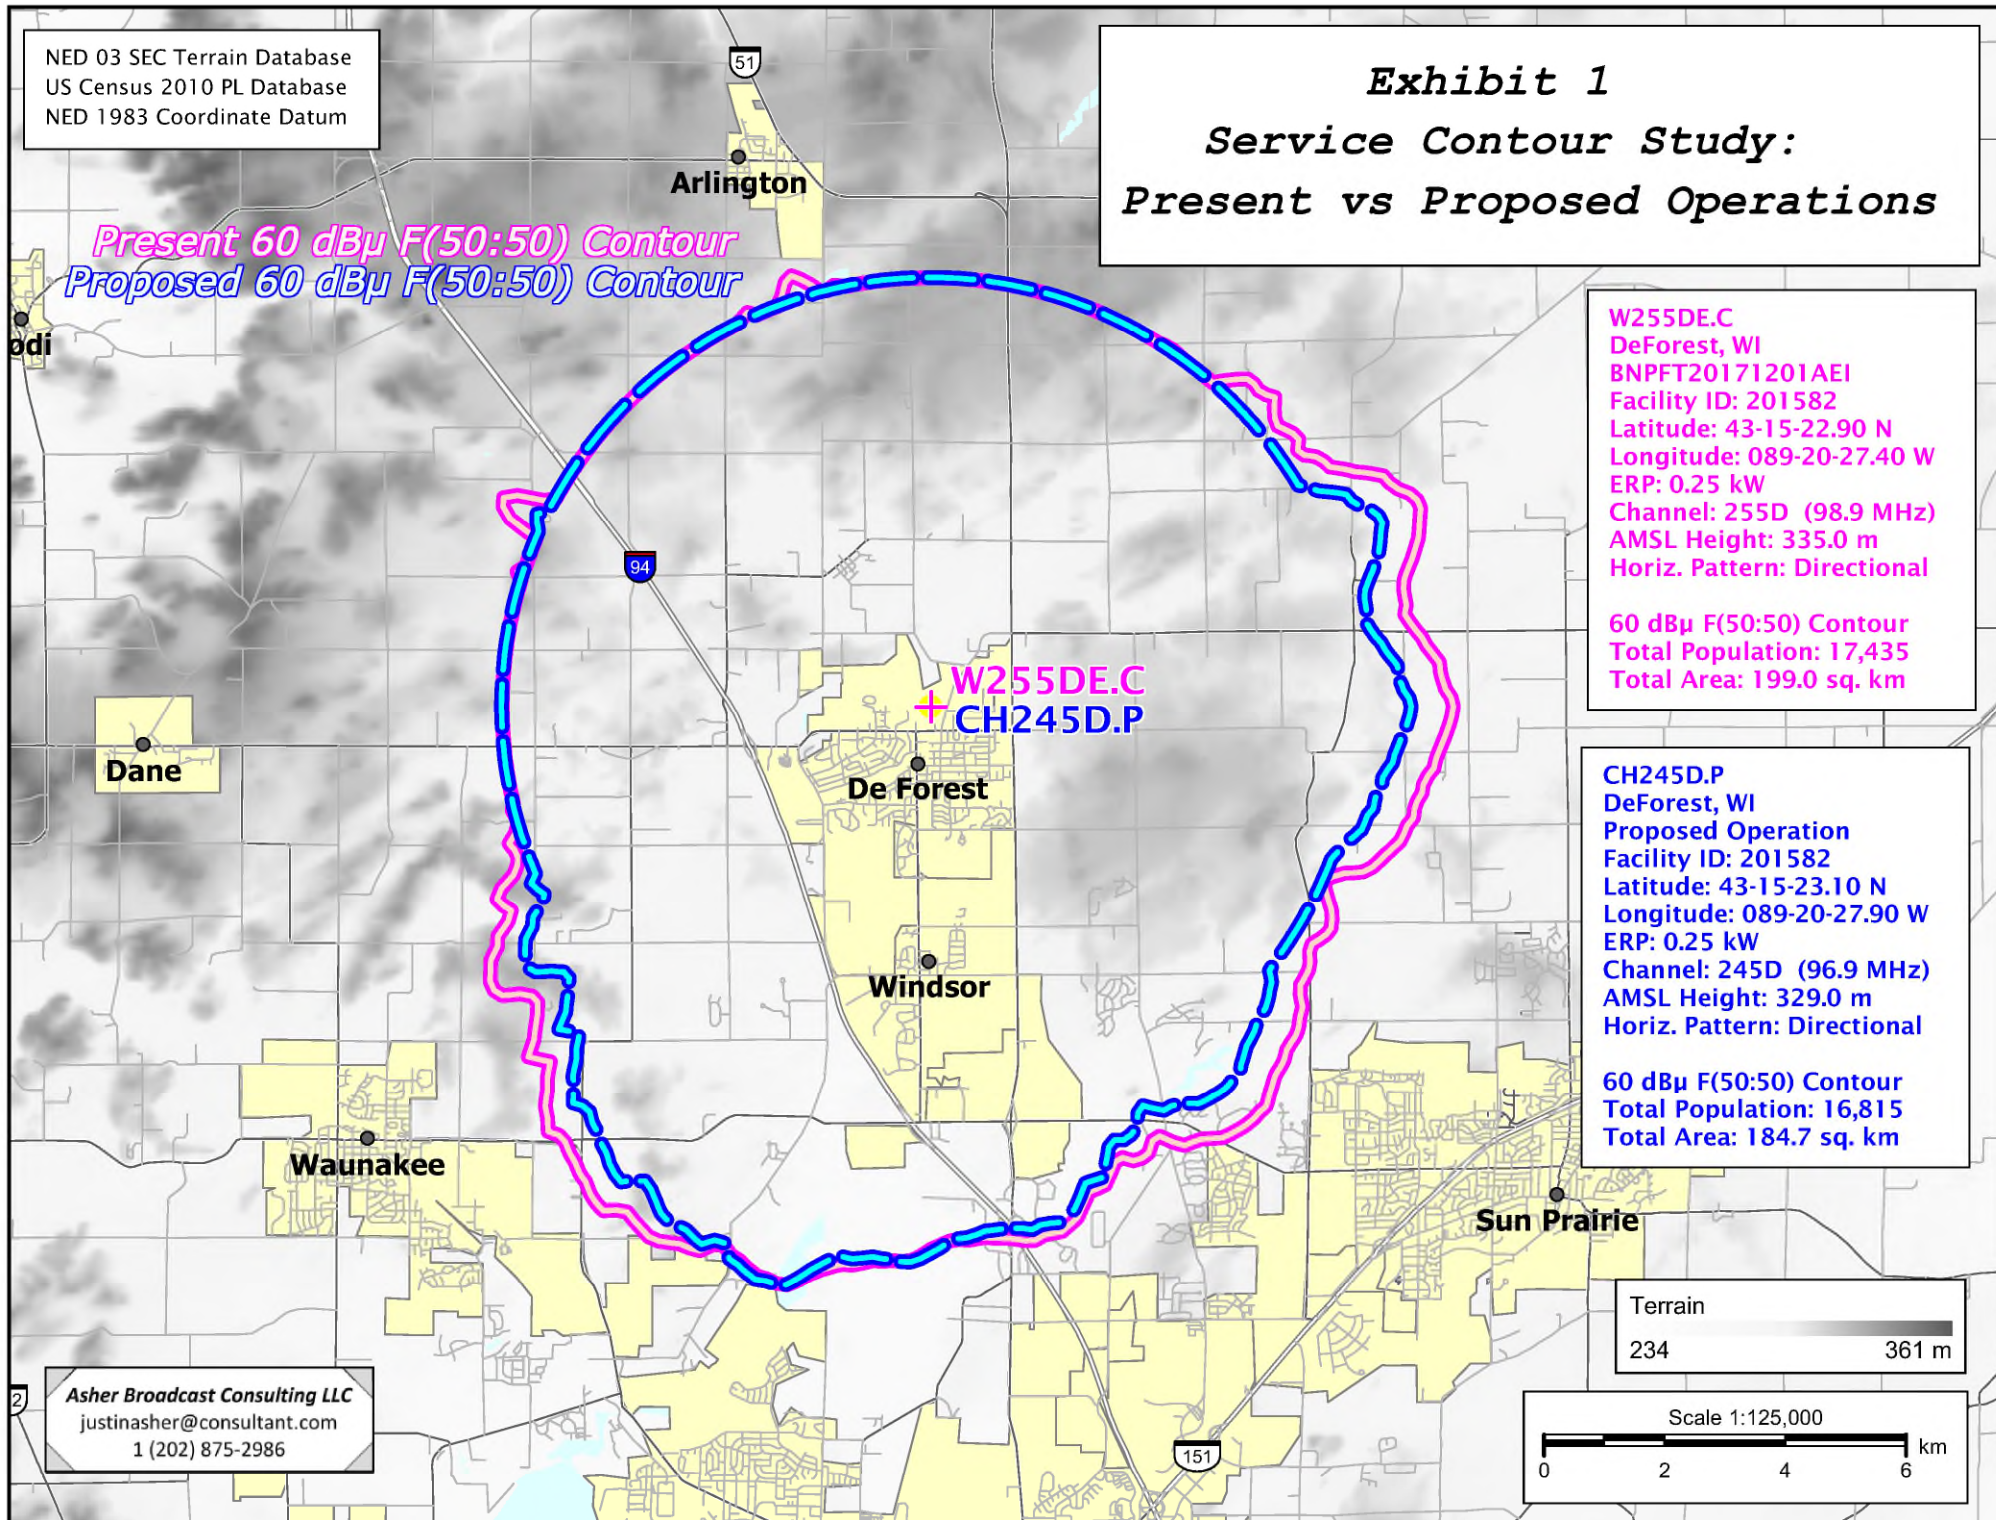 NED 03 SEC Terrain Database
US Census 2010 PL Database
NED 1983 Coordinate Datum
51
Exhibit 1
Service Contour Study:
Present vs Proposed Operations
Arlington
Present 60 dBµ F(50:50) Contour
Proposed 60 dBµ F(50:50) Contour
odi
W255DE.C
DeForest, WI
BNPFT20171201AEI
Facility ID: 201582
Latitude: 43-15-22.90 N
Longitude: 089-20-27.40 W
ERP: 0.25 kW
Channel: 255D (98.9 MHz)
AMSL Height: 335.0 m
Horiz. Pattern: Directional
60 dBµ F(50:50) Contour
Total Population: 17,435
Total Area: 199.0 sq. km
94
W255DE.C
CH245D.P
Dane
De Forest
CH245D.P
DeForest, WI
Proposed Operation
Facility ID: 201582
Latitude: 43-15-23.10 N
Longitude: 089-20-27.90 W
ERP: 0.25 kW
Channel: 245D (96.9 MHz)
AMSL Height: 329.0 m
Horiz. Pattern: Directional
60 dBµ F(50:50) Contour
Total Population: 16,815
Total Area: 184.7 sq. km
Windsor
Waunakee
Sun Prairie
Terrain
234 361 m
2
Asher Broadcast Consulting LLC
justinasher@consultant.com
1 (202) 875-2986
151
Scale 1:125,000
km
0 2 4 6